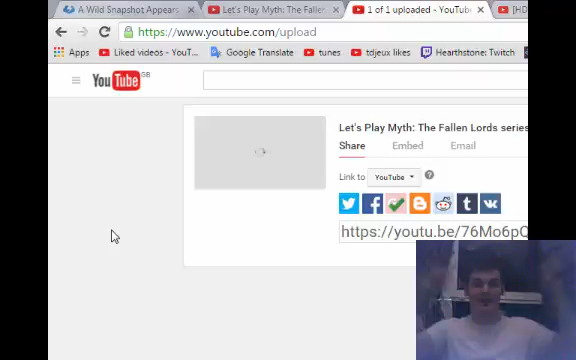 A Wild Snapshot Appears
Let's Play Myth: The Fallen
1 of 1 uploaded - YouTube
[HD
https://www.youtube.com/upload
Apps
Liked videos - YouT...
Google Translate
tunes
tdjeux likes
Hearthstone: Twitch
YouTube GB
Let's Play Myth: The Fallen Lords series
Share Embed Email
Link to YouTube
https://youtu.be/76Mo6pQ